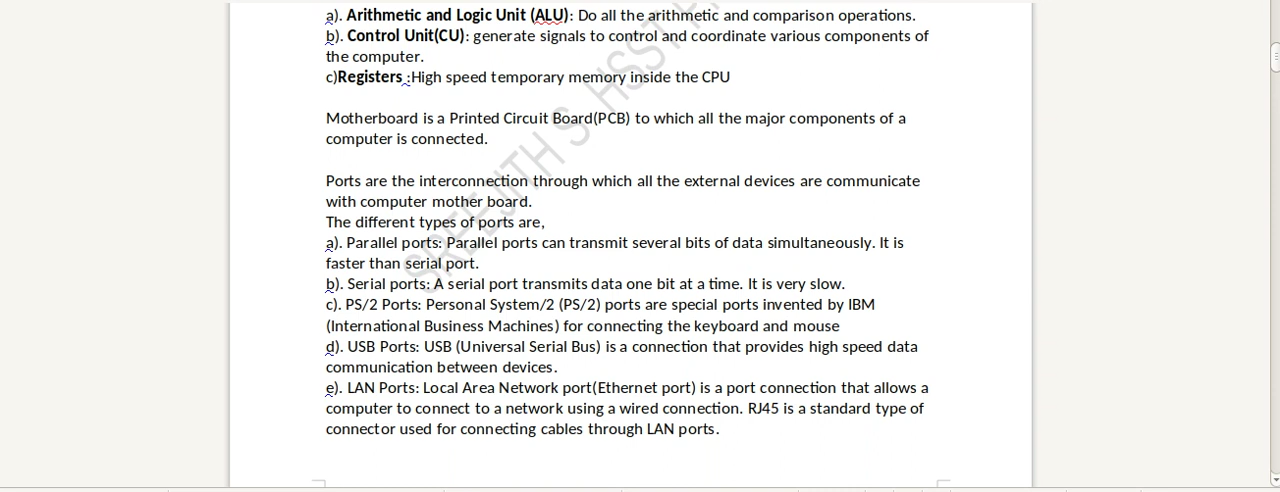 a). Arithmetic and Logic Unit (ALU): Do all the arithmetic and comparison operations.
b). Control Unit(CU): generate signals to control and coordinate various components of
the computer.
c)Registers :High speed temporary memory inside the CPU
Motherboard is a Printed Circuit Board(PCB) to which all the major components of a
computer is connected.
Ports are the interconnection through which all the external devices are communicate
with computer mother board.
The different types of ports are,
a). Parallel ports: Parallel ports can transmit several bits of data simultaneously. It is
faster than serial port.
b). Serial ports: A serial port transmits data one bit at a time. It is very slow.
c). PS/2 Ports: Personal System/2 (PS/2) ports are special ports invented by IBM
(International Business Machines) for connecting the keyboard and mouse
d). USB Ports: USB (Universal Serial Bus) is a connection that provides high speed data
communication between devices.
e). LAN Ports: Local Area Network port(Ethernet port) is a port connection that allows a
computer to connect to a network using a wired connection. RJ45 is a standard type of
connector used for connecting cables through LAN ports.
SREEJITH S HSST